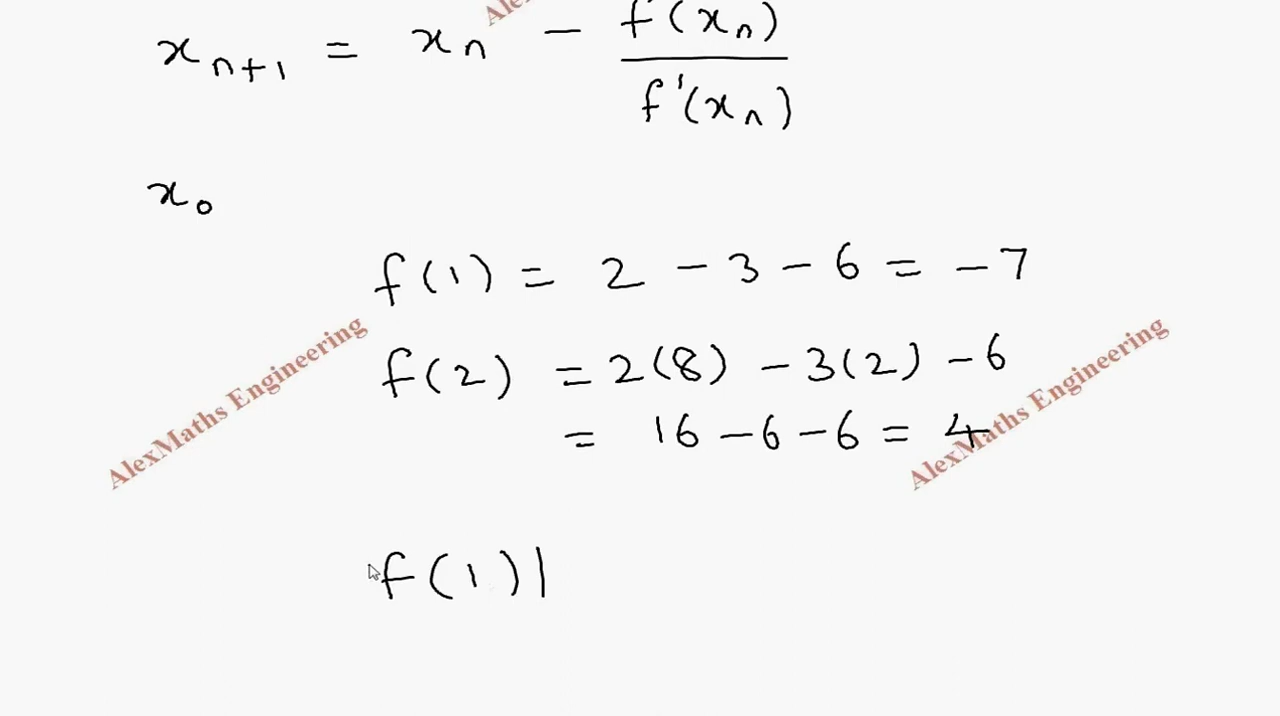 x_{n+1} = x_n - \frac{f(x_n)}{f'(x_n)}
x_0
f(1) = 2 - 3 - 6 = -7
f(2) = 2(8) - 3(2) - 6
= 16 - 6 - 6 = 4
AlexMaths Engineering
AlexMaths Engineering
f(1)|